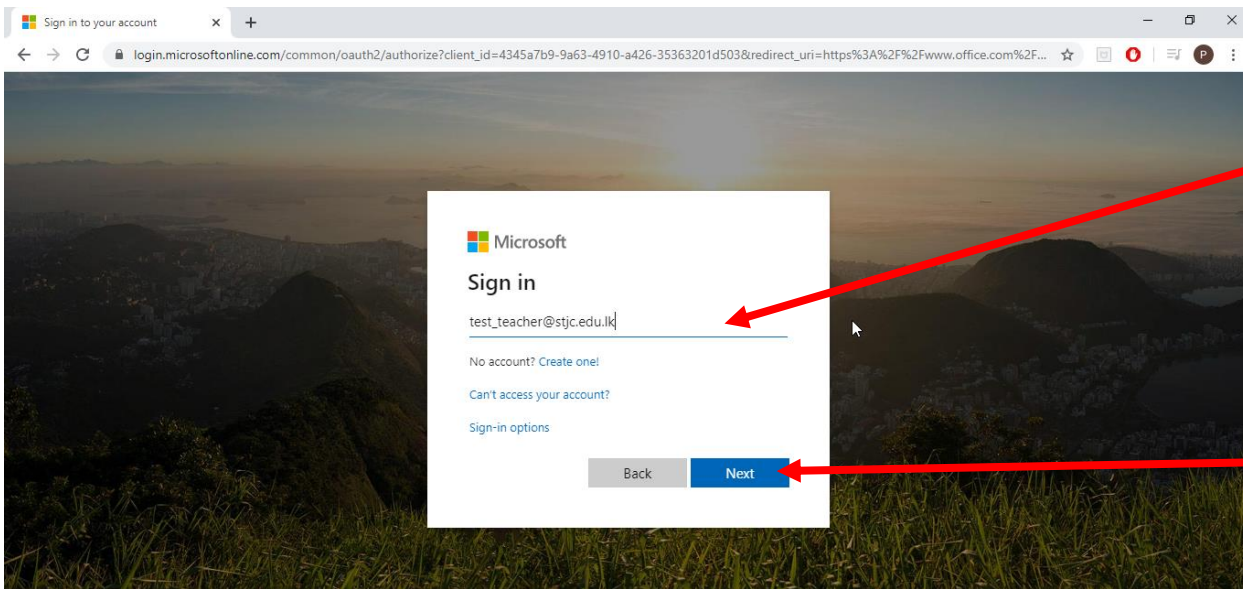 Sign in to your account
login.microsoftonline.com/common/oauth2/authorize?client_id=4345a7b9-9a63-4910-a426-35363201d503&redirect_uri=https%3A%2F%2Fwww.office.com%2F...
P
Microsoft
Sign in
test_teacher@stjc.edu.lk
No account? Create one!
Can't access your account?
Sign-in options
Back Next